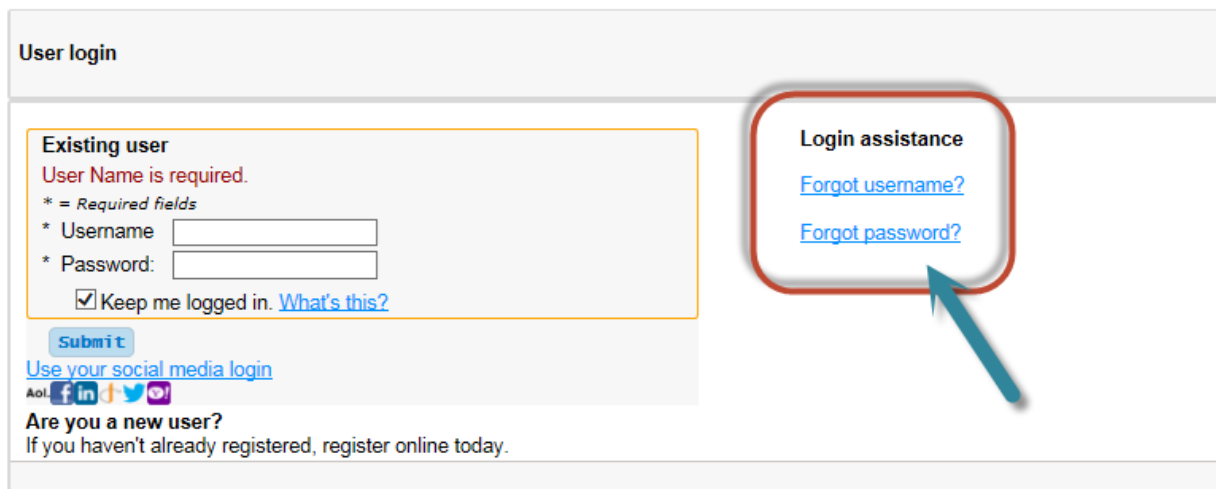 User login
Existing user
User Name is required.
* = Required fields
* Username
* Password:
Keep me logged in. What's this?
Submit
Use your social media login
Aol. f in Y!
Are you a new user?
If you haven't already registered, register online today.
Login assistance
Forgot username?
Forgot password?